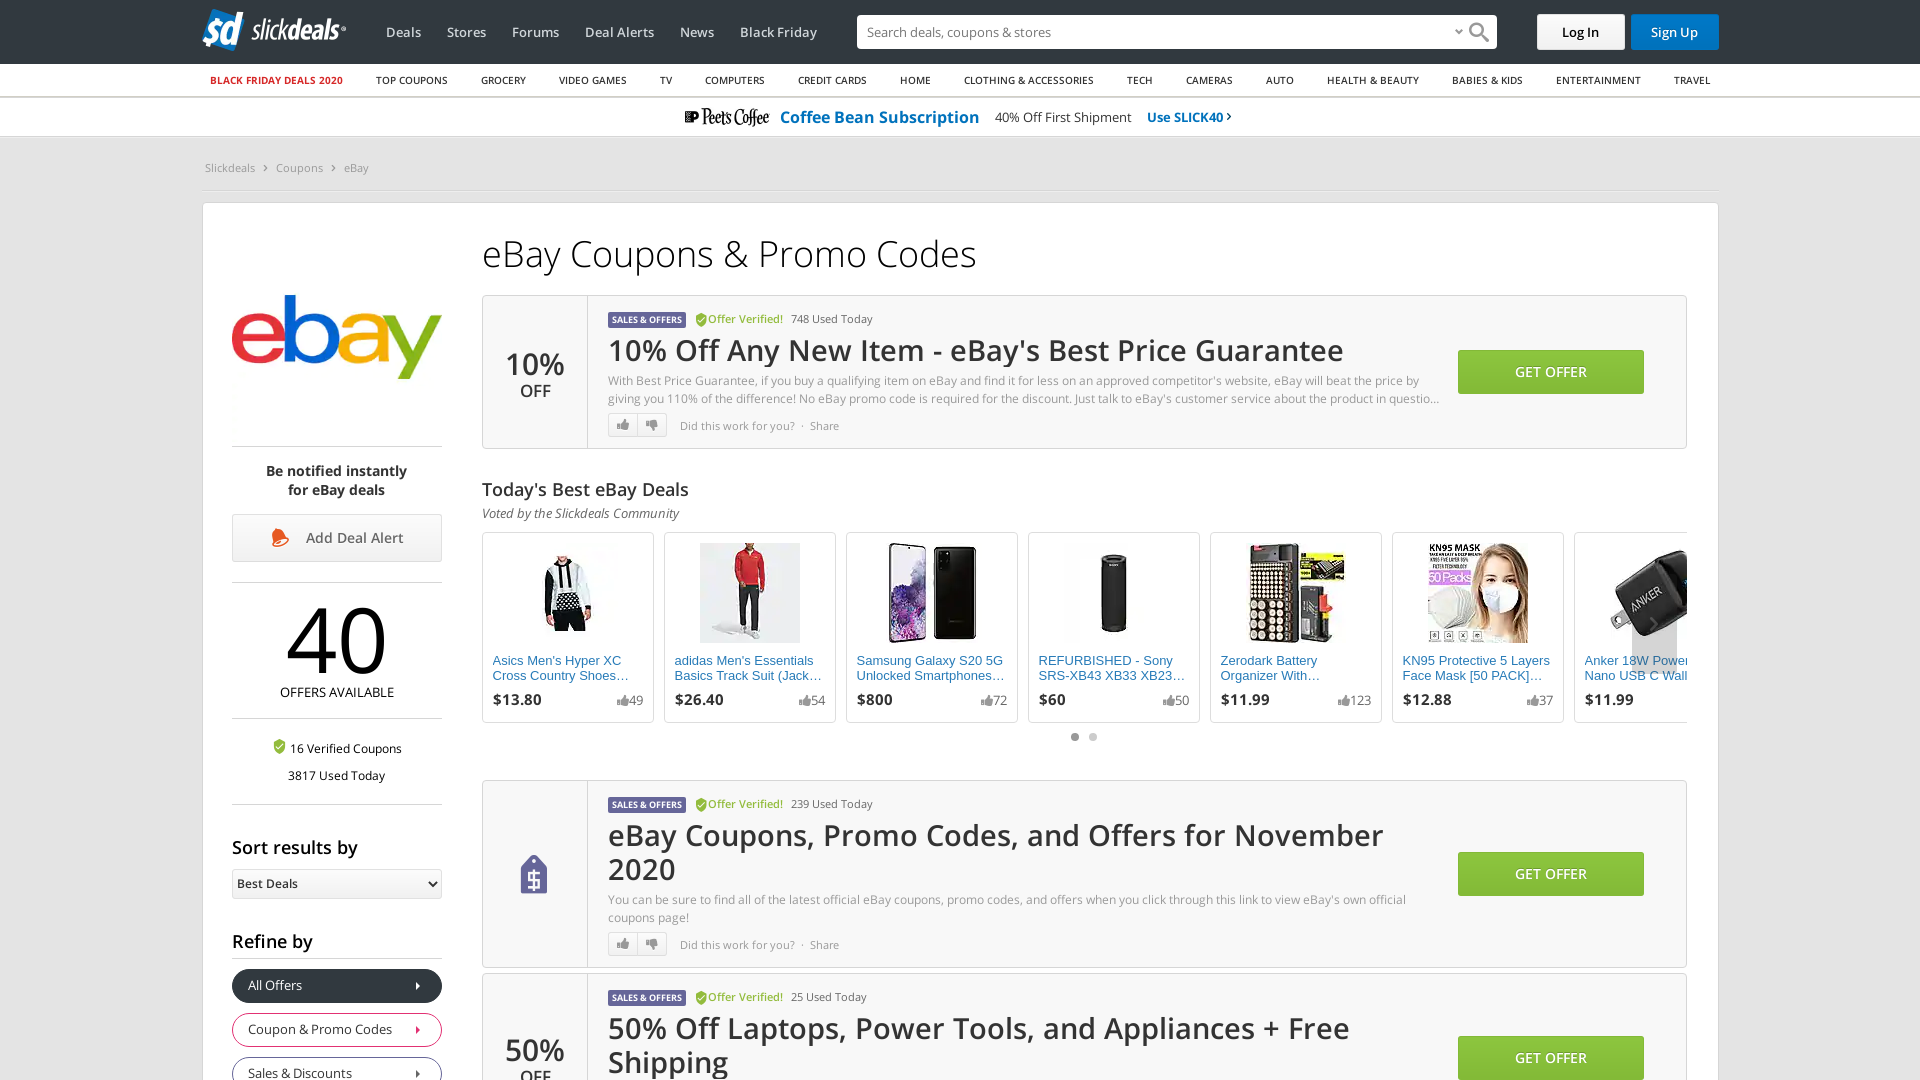 slickdeals
Deals Stores Forums Deal Alerts News Black Friday
Search deals, coupons & stores
Log In Sign Up
BLACK FRIDAY DEALS 2020 TOP COUPONS GROCERY VIDEO GAMES TV COMPUTERS CREDIT CARDS HOME CLOTHING & ACCESSORIES TECH CAMERAS AUTO HEALTH & BEAUTY BABIES & KIDS ENTERTAINMENT TRAVEL
Peet's Coffee Coffee Bean Subscription 40% Off First Shipment Use SLICK40
Slickdeals Coupons eBay
ebay
Be notified instantly
for eBay deals
Add Deal Alert
40
OFFERS AVAILABLE
16 Verified Coupons
3817 Used Today
Sort results by
Best Deals
Refine by
All Offers
Coupon & Promo Codes
Sales & Discounts
eBay Coupons & Promo Codes
10%
OFF
SALES & OFFERS Offer Verified! 748 Used Today
10% Off Any New Item - eBay's Best Price Guarantee
With Best Price Guarantee, if you buy a qualifying item on eBay and find it for less on an approved competitor's website, eBay will beat the price by
giving you 110% of the difference! No eBay promo code is required for the discount. Just talk to eBay's customer service about the product in questio...
Did this work for you? · Share
GET OFFER
Today's Best eBay Deals
Voted by the Slickdeals Community
Asics Men's Hyper XC
Cross Country Shoes...
$13.80 49
adidas Men's Essentials
Basics Track Suit (Jack...
$26.40 54
Samsung Galaxy S20 5G
Unlocked Smartphones...
$800 72
REFURBISHED - Sony
SRS-XB43 XB33 XB23...
$60 50
Zerodark Battery
Organizer With...
$11.99 123
KN95 MASK
50 Packs
KN95 Protective 5 Layers
Face Mask [50 PACK]...
$12.88 37
ANKER
Anker 18W Power
Nano USB C Wall
$11.99
SALES & OFFERS Offer Verified! 239 Used Today
eBay Coupons, Promo Codes, and Offers for November
2020
You can be sure to find all of the latest official eBay coupons, promo codes, and offers when you click through this link to view eBay's own official
coupons page!
Did this work for you? · Share
GET OFFER
50%
OFF
SALES & OFFERS Offer Verified! 25 Used Today
50% Off Laptops, Power Tools, and Appliances + Free
Shipping
GET OFFER